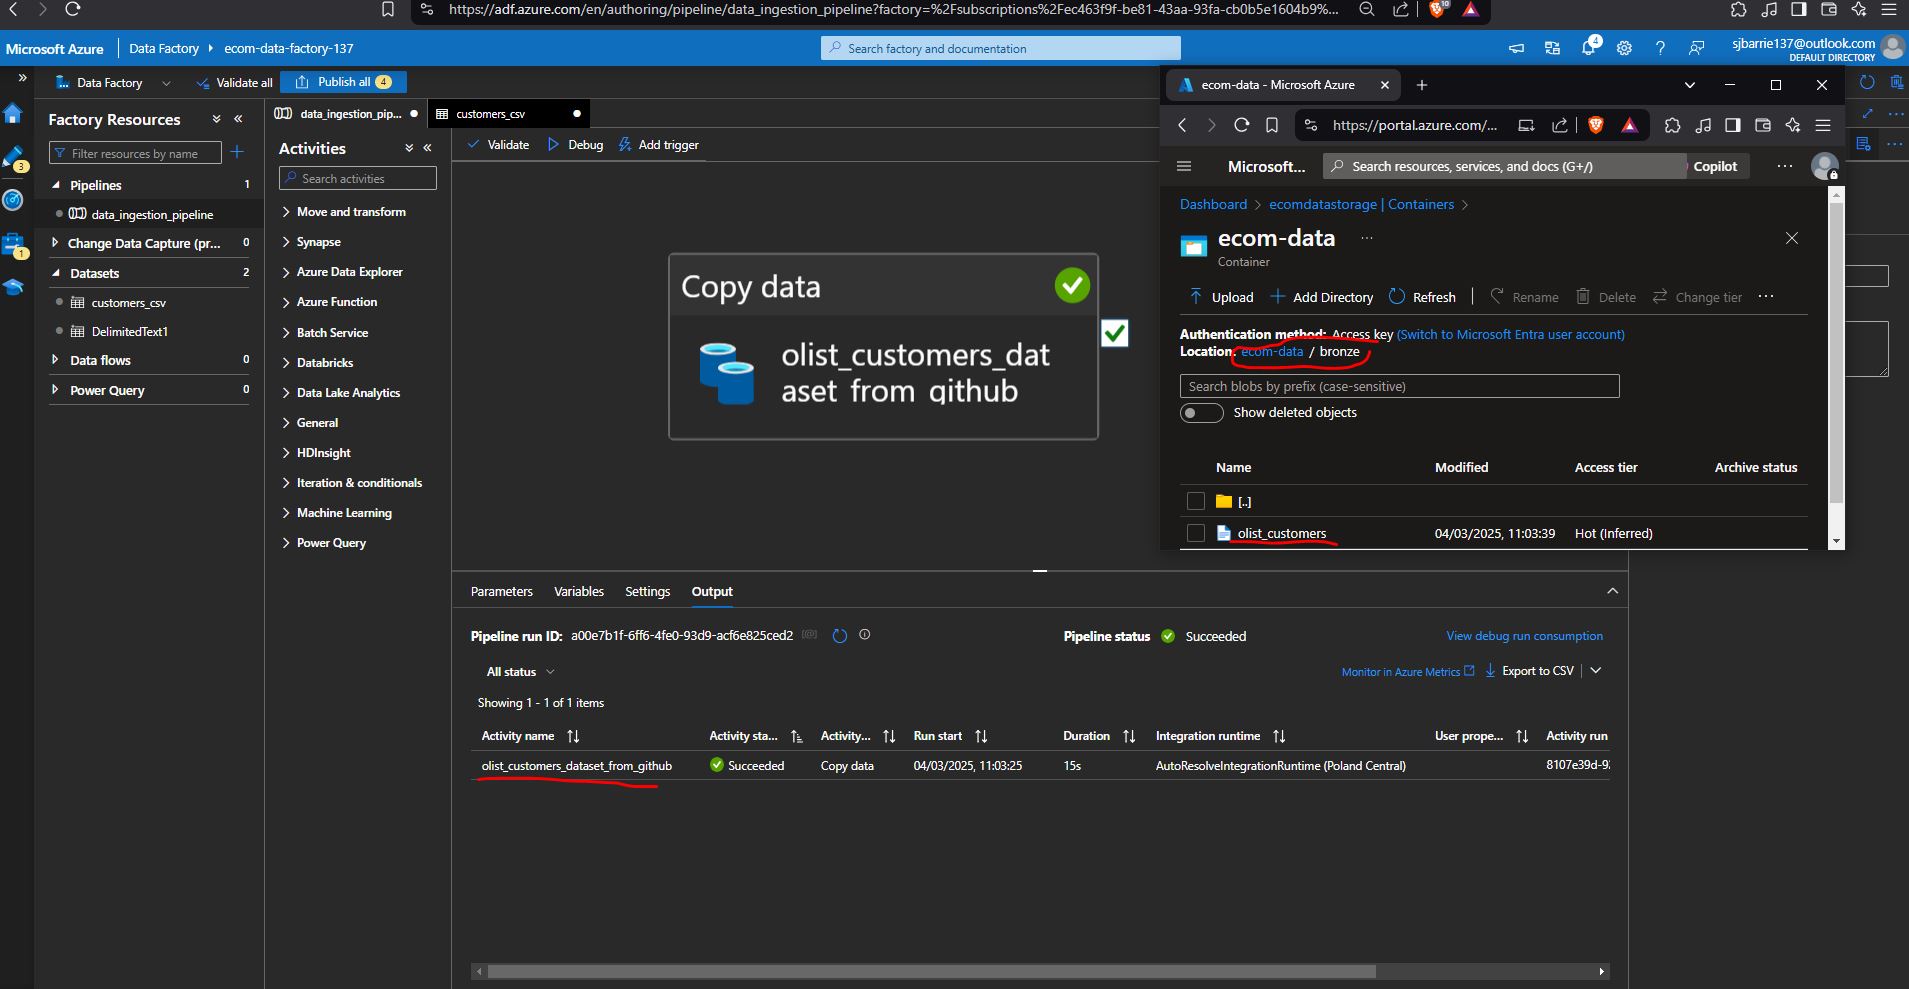 https://adf.azure.com/en/authoring/pipeline/data_ingestion_pipeline?factory=%2Fsubscriptions%2Fec463f9f-be81-43aa-93fa-cb0b5e1604b9%...
10
Microsoft Azure
Data Factory
ecom-data-factory-137
Search factory and documentation
4
sjbarrie137@outlook.com
DEFAULT DIRECTORY
Data Factory
Validate all
Publish all
4
Factory Resources
Filter resources by name
3
1
Pipelines 1
data_ingestion_pipeline
Change Data Capture (pr... 0
Datasets 2
customers_csv
DelimitedText1
Data flows 0
Power Query 0
data_ingestion_pip...
customers_csv
Activities
Search activities
Move and transform
Synapse
Azure Data Explorer
Azure Function
Batch Service
Databricks
Data Lake Analytics
General
HDInsight
Iteration & conditionals
Machine Learning
Power Query
Validate
Debug
Add trigger
Copy data
olist_customers_dat
aset_from_github
ecom-data - Microsoft Azure
https://portal.azure.com/...
Microsoft...
Search resources, services, and docs (G+/)
Copilot
Dashboard > ecomdatastorage | Containers >
ecom-data
...
Container
Upload
Add Directory
Refresh
Rename
Delete
Change tier
Authentication method: Access key (Switch to Microsoft Entra user account)
Location: ecom-data / bronze
Search blobs by prefix (case-sensitive)
Show deleted objects
Name Modified Access tier Archive status
[..]
olist_customers 04/03/2025, 11:03:39 Hot (Inferred)
Parameters Variables Settings Output
Pipeline run ID: a00e7b1f-6ff6-4fe0-93d9-acf6e825ced2
Pipeline status Succeeded
View debug run consumption
All status
Monitor in Azure Metrics
Export to CSV
Showing 1 - 1 of 1 items
Activity name Activity sta... Activity... Run start Duration Integration runtime User prope... Activity run
olist_customers_dataset_from_github Succeeded Copy data 04/03/2025, 11:03:25 15s AutoResolveIntegrationRuntime (Poland Central) 8107e39d-92